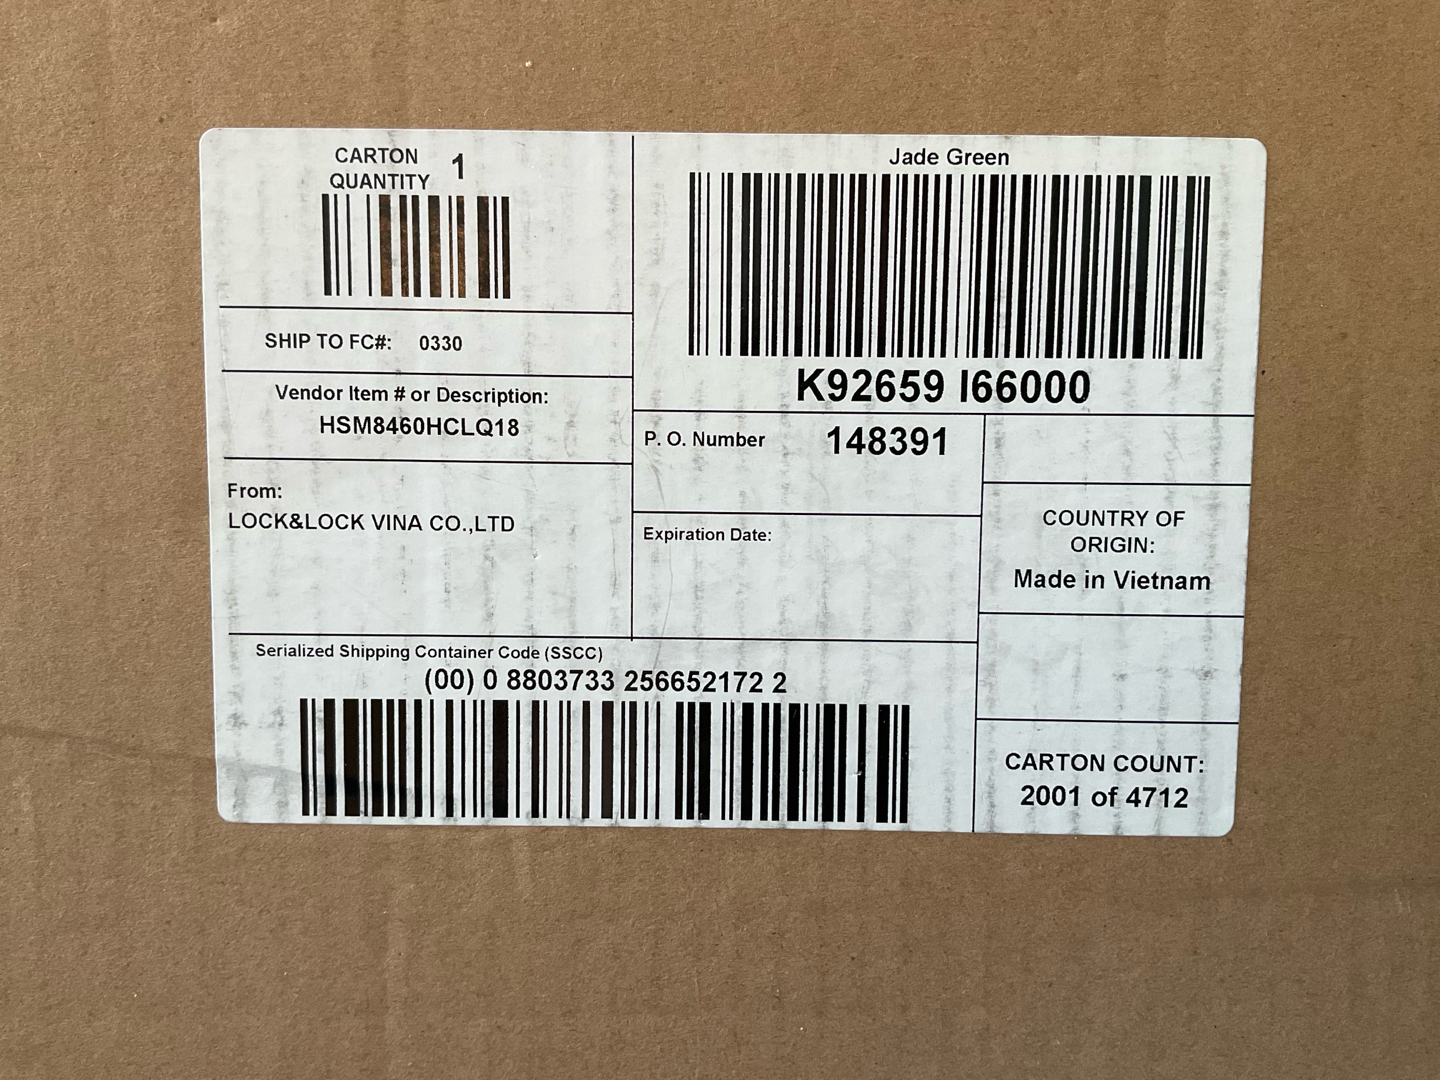 CARTON
QUANTITY 1
SHIP TO FC#: 0330
Vendor Item # or Description:
HSM8460HCLQ18
From:
LOCK&LOCK VINA CO.,LTD
Jade Green
K92659 I66000
P. O. Number 148391
Expiration Date:
COUNTRY OF
ORIGIN:
Made in Vietnam
Serialized Shipping Container Code (SSCC)
(00) 0 8803733 256652172 2
CARTON COUNT:
2001 of 4712